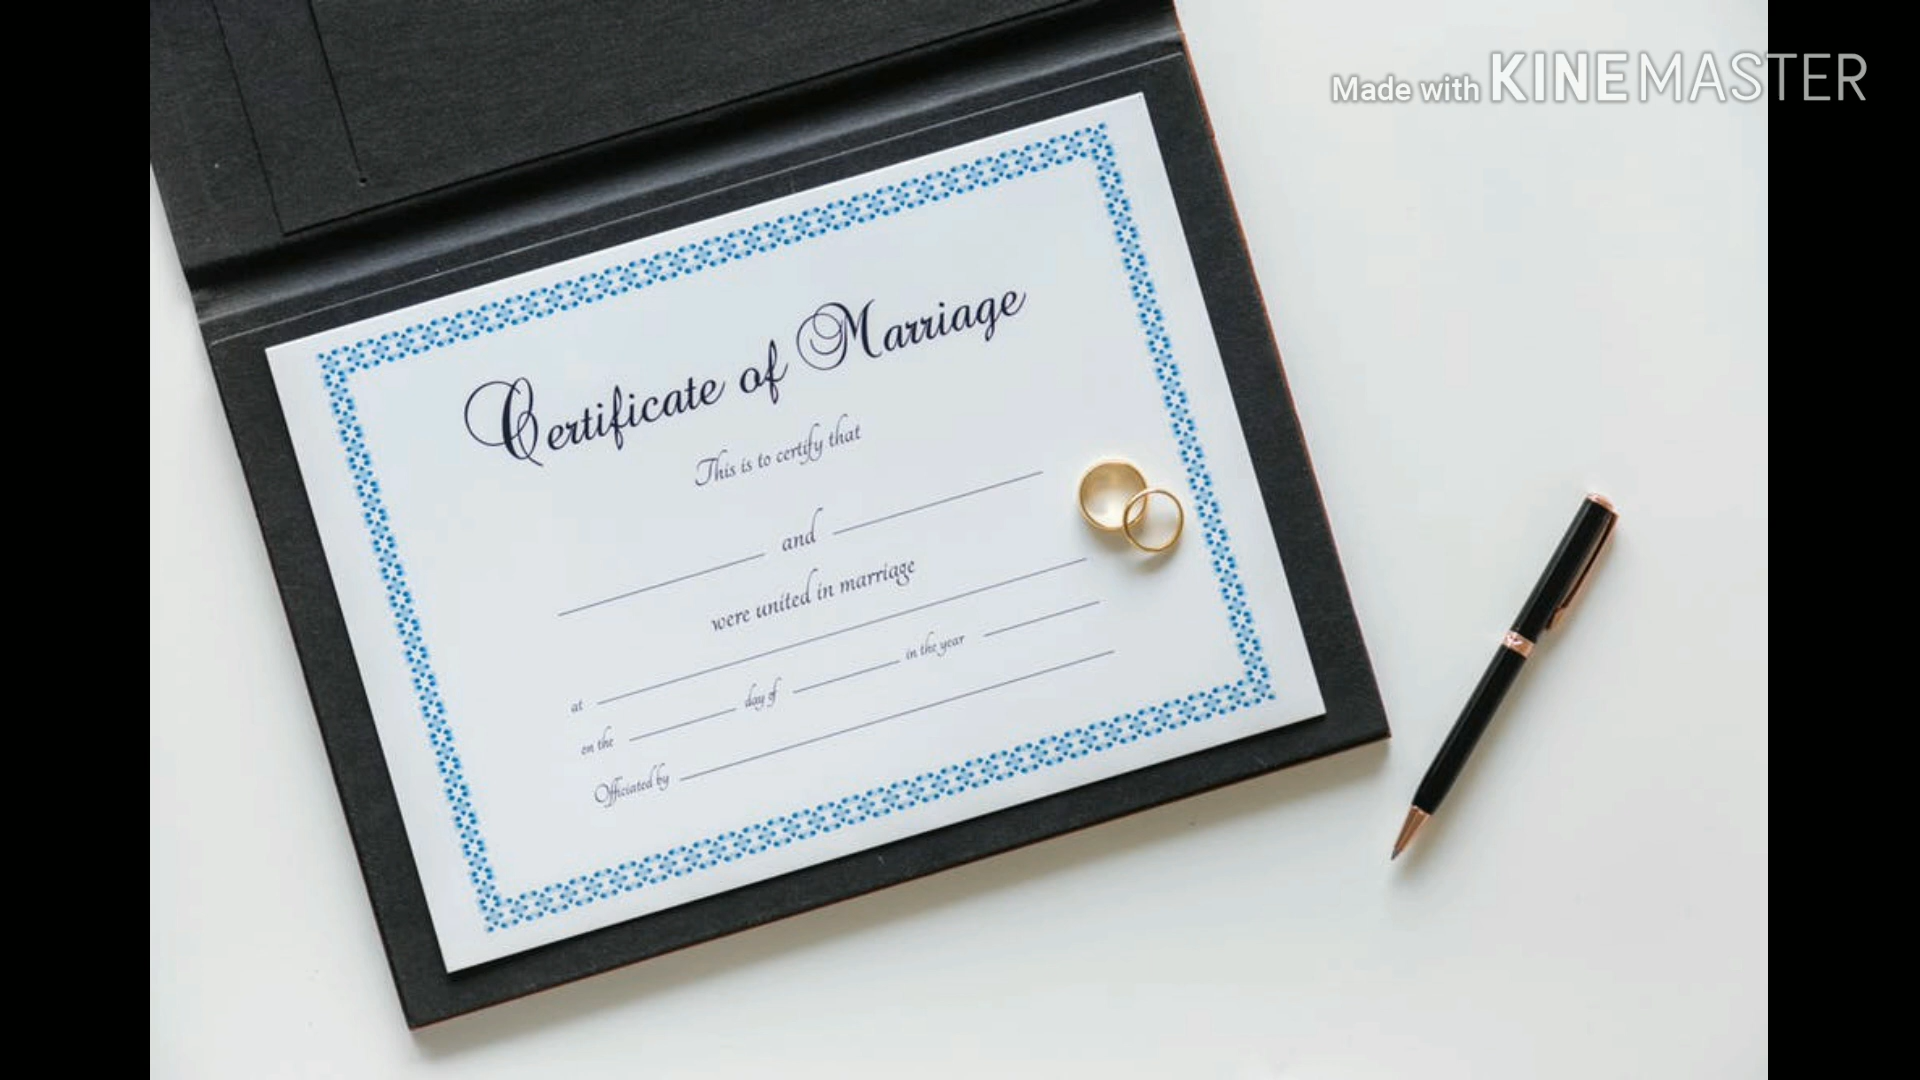 Made with KINEMASTER
Certificate of Marriage
This is to certify that
and
were united in marriage
at
on the day of in the year
Officiated by